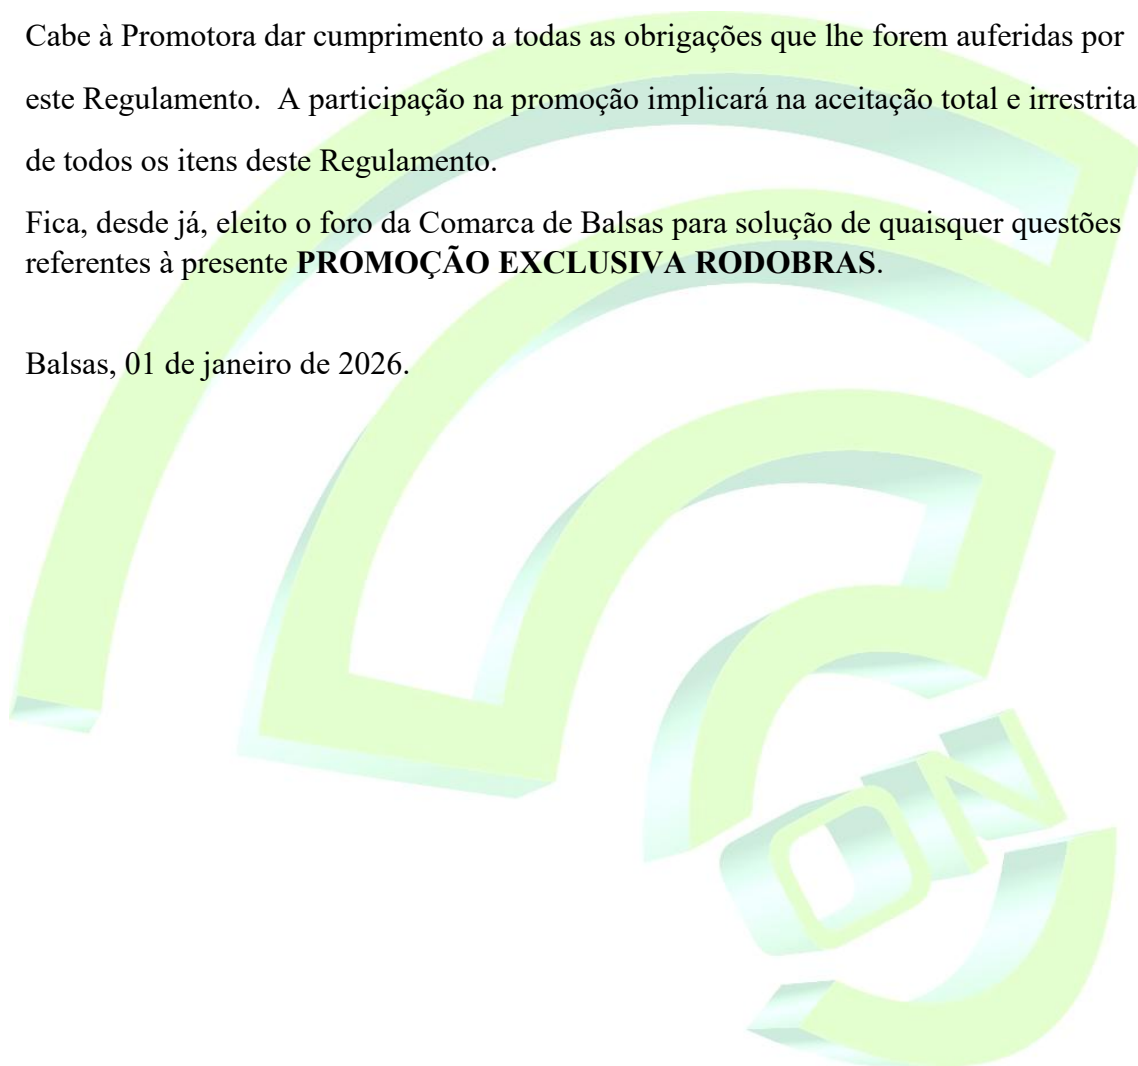 Cabe à Promotora dar cumprimento a todas as obrigações que lhe forem auferidas por
este Regulamento.  A participação na promoção implicará na aceitação total e irrestrita
de todos os itens deste Regulamento.
Fica, desde já, eleito o foro da Comarca de Balsas para solução de quaisquer questões
referentes à presente PROMOÇÃO EXCLUSIVA RODOBRAS.
Balsas, 01 de janeiro de 2026.
ON